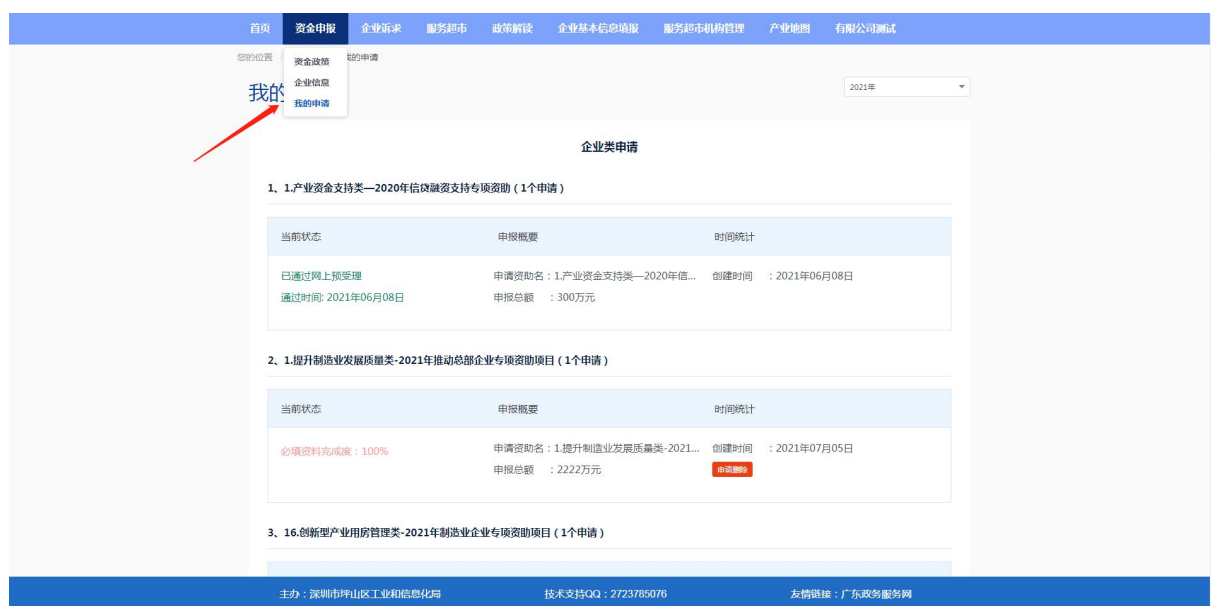 首页 资金申报 企业诉求 服务超市 政策解读 企业基本信息填报 服务超市机构管理 产业地图 有限公司测试
您的位置 我的申请
资金政策
企业信息
我的申请
我的
2021年
企业类申请
1、1.产业资金支持类—2020年信贷融资支持专项资助(1个申请)
当前状态 申报概要 时间统计
已通过网上预受理 申请资助名:1.产业资金支持类—2020年信... 创建时间 :2021年06月08日
通过时间: 2021年06月08日 申报总额 :300万元
2、1.提升制造业发展质量类-2021年推动总部企业专项资助项目(1个申请)
当前状态 申报概要 时间统计
必填资料完成度:100% 申请资助名:1.提升制造业发展质量类-2021... 创建时间 :2021年07月05日
申报总额 :2222万元 申请删除
3、16.创新型产业用房管理类-2021年制造业企业专项资助项目(1个申请)
主办:深圳市坪山区工业和信息化局 技术支持QQ:2723785076 友情链接:广东政务服务网